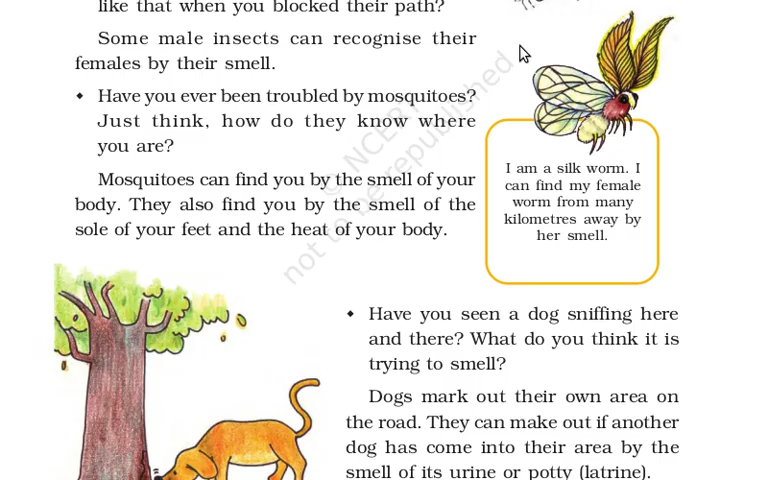 like that when you blocked their path?
Some male insects can recognise their
females by their smell.
◆ Have you ever been troubled by mosquitoes?
Just think, how do they know where
you are?
Mosquitoes can find you by the smell of your
body. They also find you by the smell of the
sole of your feet and the heat of your body.
I am a silk worm. I
can find my female
worm from many
kilometres away by
her smell.
◆ Have you seen a dog sniffing here
and there? What do you think it is
trying to smell?
Dogs mark out their own area on
the road. They can make out if another
dog has come into their area by the
smell of its urine or potty (latrine).
© NCERT
not to be republished